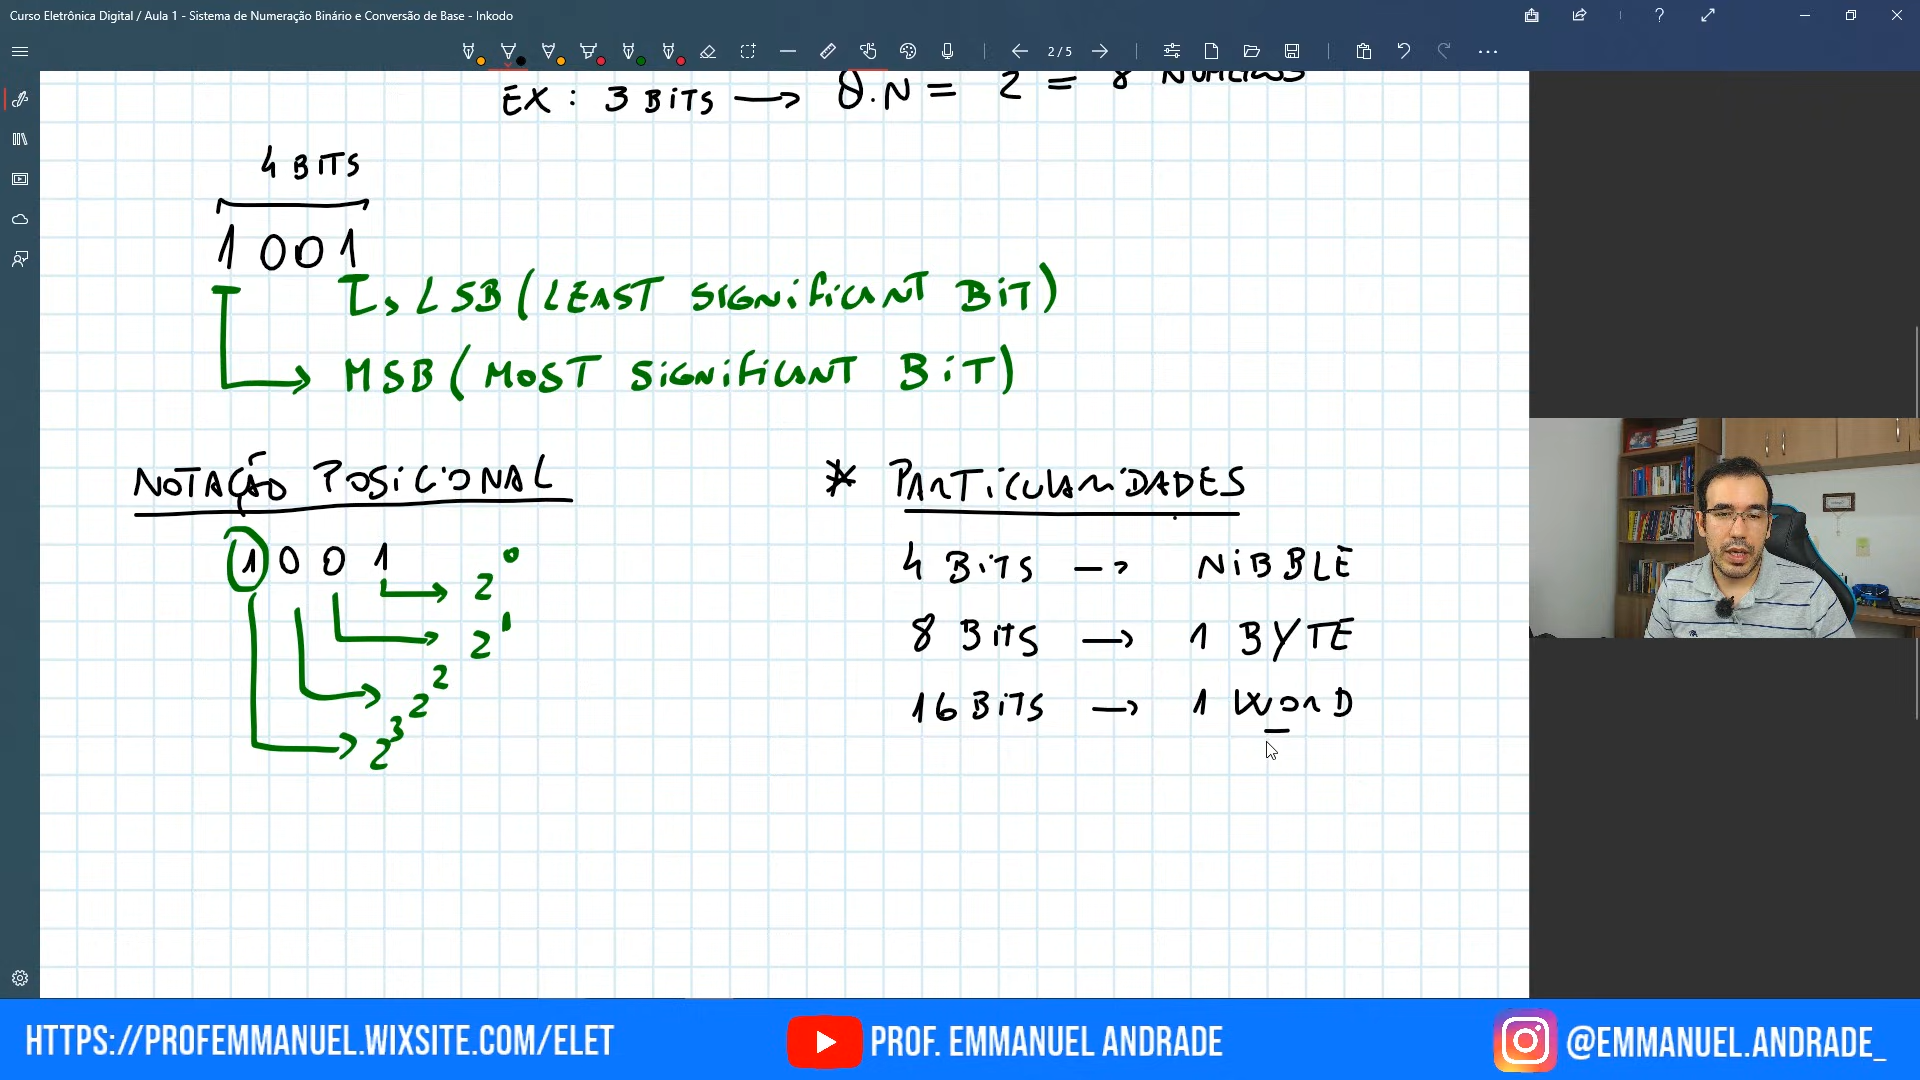 Curso Eletrônica Digital / Aula 1 - Sistema de Numeração Binário e Conversão de Base - Inkodo
2/5
EX : 3 BITS → Q.N = 2 = 8 NÚMEROS
4 BITS
1 0 0 1
LSB (LEAST SIGNIFICANT BIT)
MSB (MOST SIGNIFICANT BIT)
NOTAÇÃO POSICIONAL
* PARTICULARIDADES
1 0 0 1
2⁰
2¹
2²
2³
4 BITS → NIBBLE
8 BITS → 1 BYTE
16 BITS → 1 WORD
HTTPS://PROFEMMANUEL.WIXSITE.COM/ELET
PROF. EMMANUEL ANDRADE
@EMMANUEL.ANDRADE_